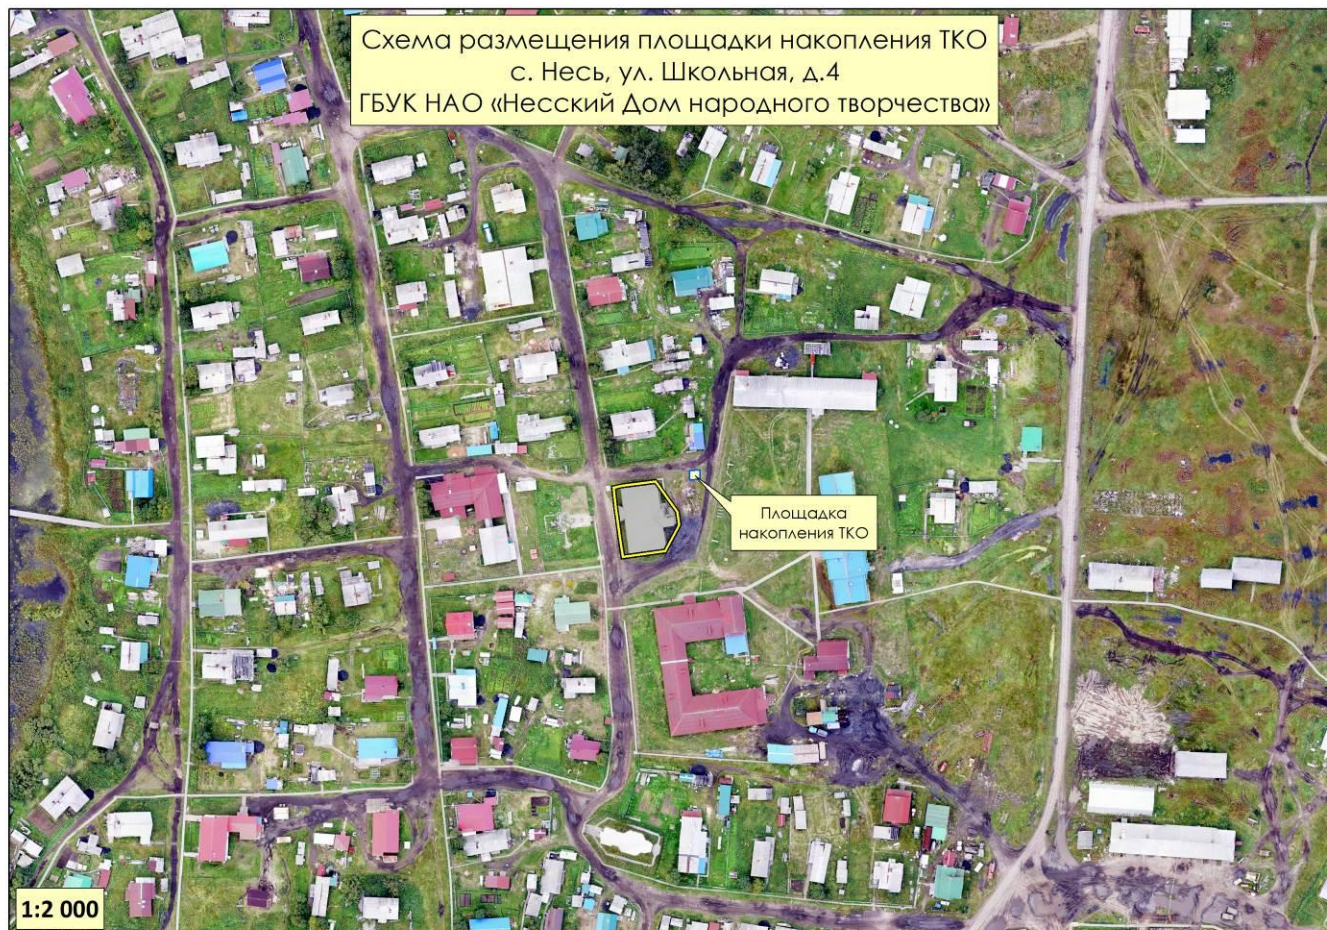 Схема размещения площадки накопления ТКО
с. Несь, ул. Школьная, д.4
ГБУК НАО «Несский Дом народного творчества»
Площадка
накопления ТКО
1:2 000